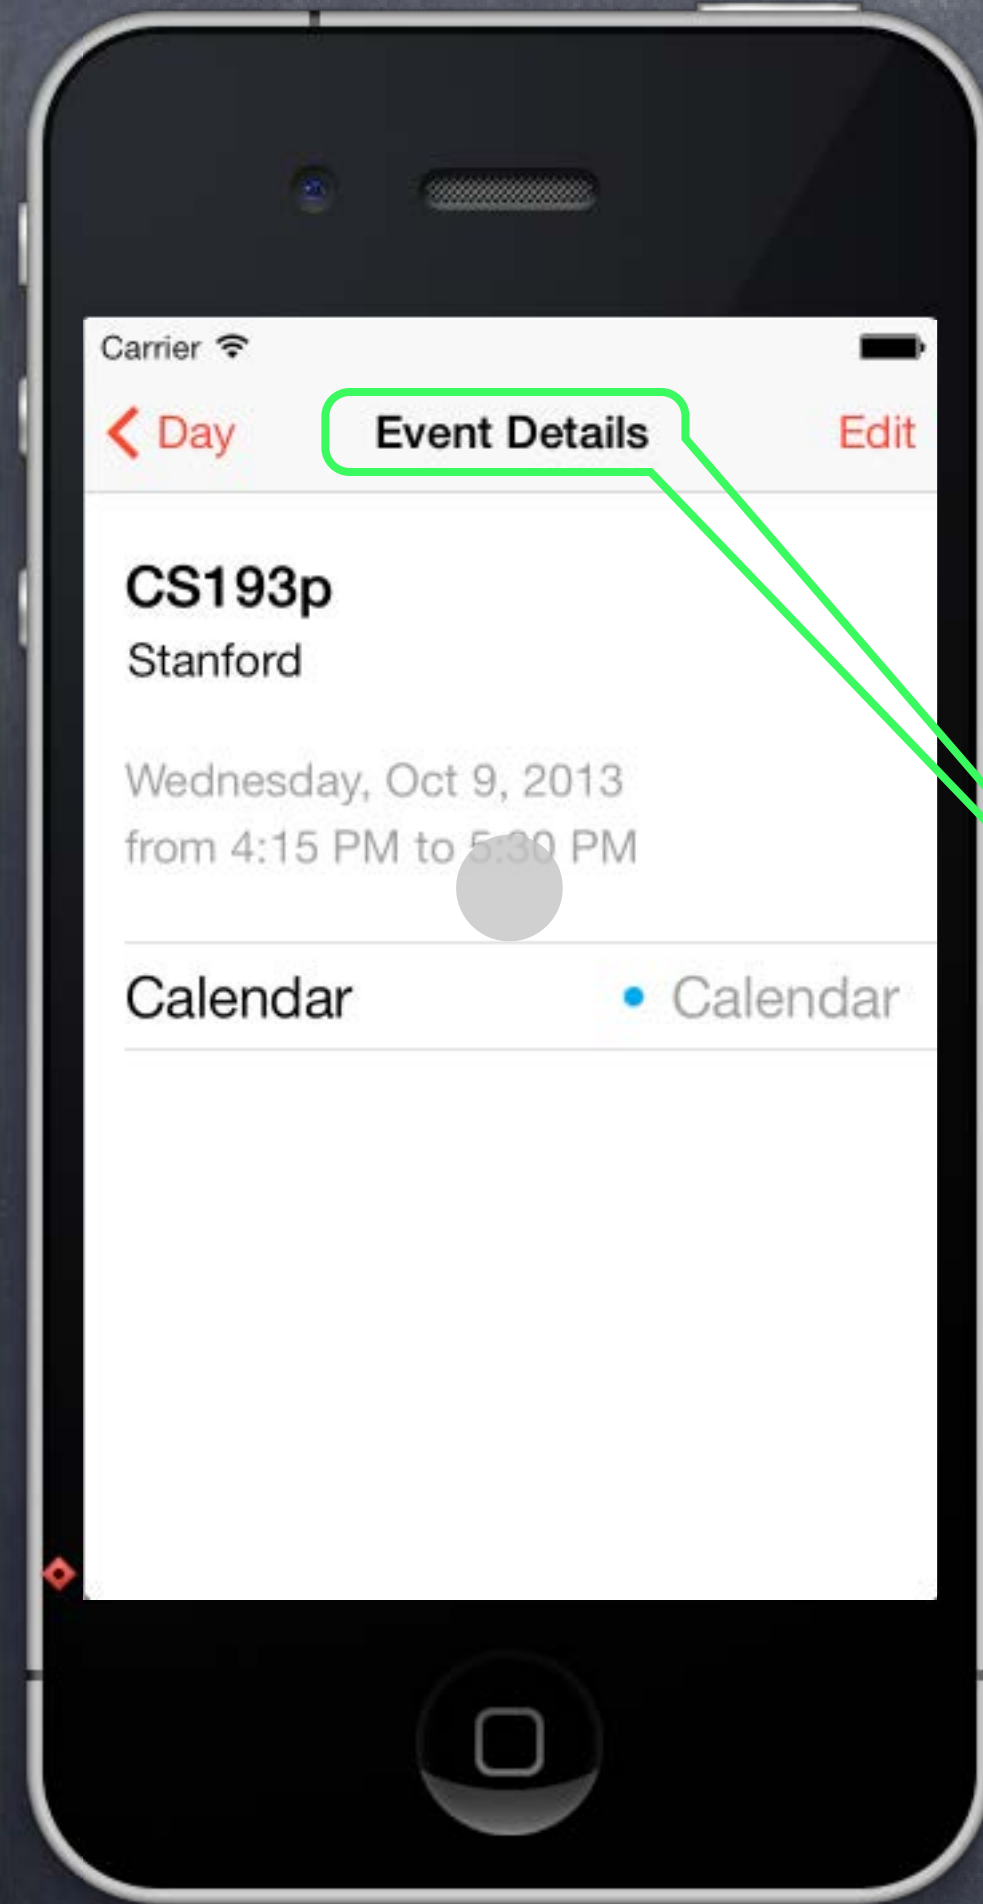 Carrier
Day Event Details Edit
CS193p
Stanford
Wednesday, Oct 9, 2013
from 4:15 PM to 5:30 PM
Calendar • Calendar